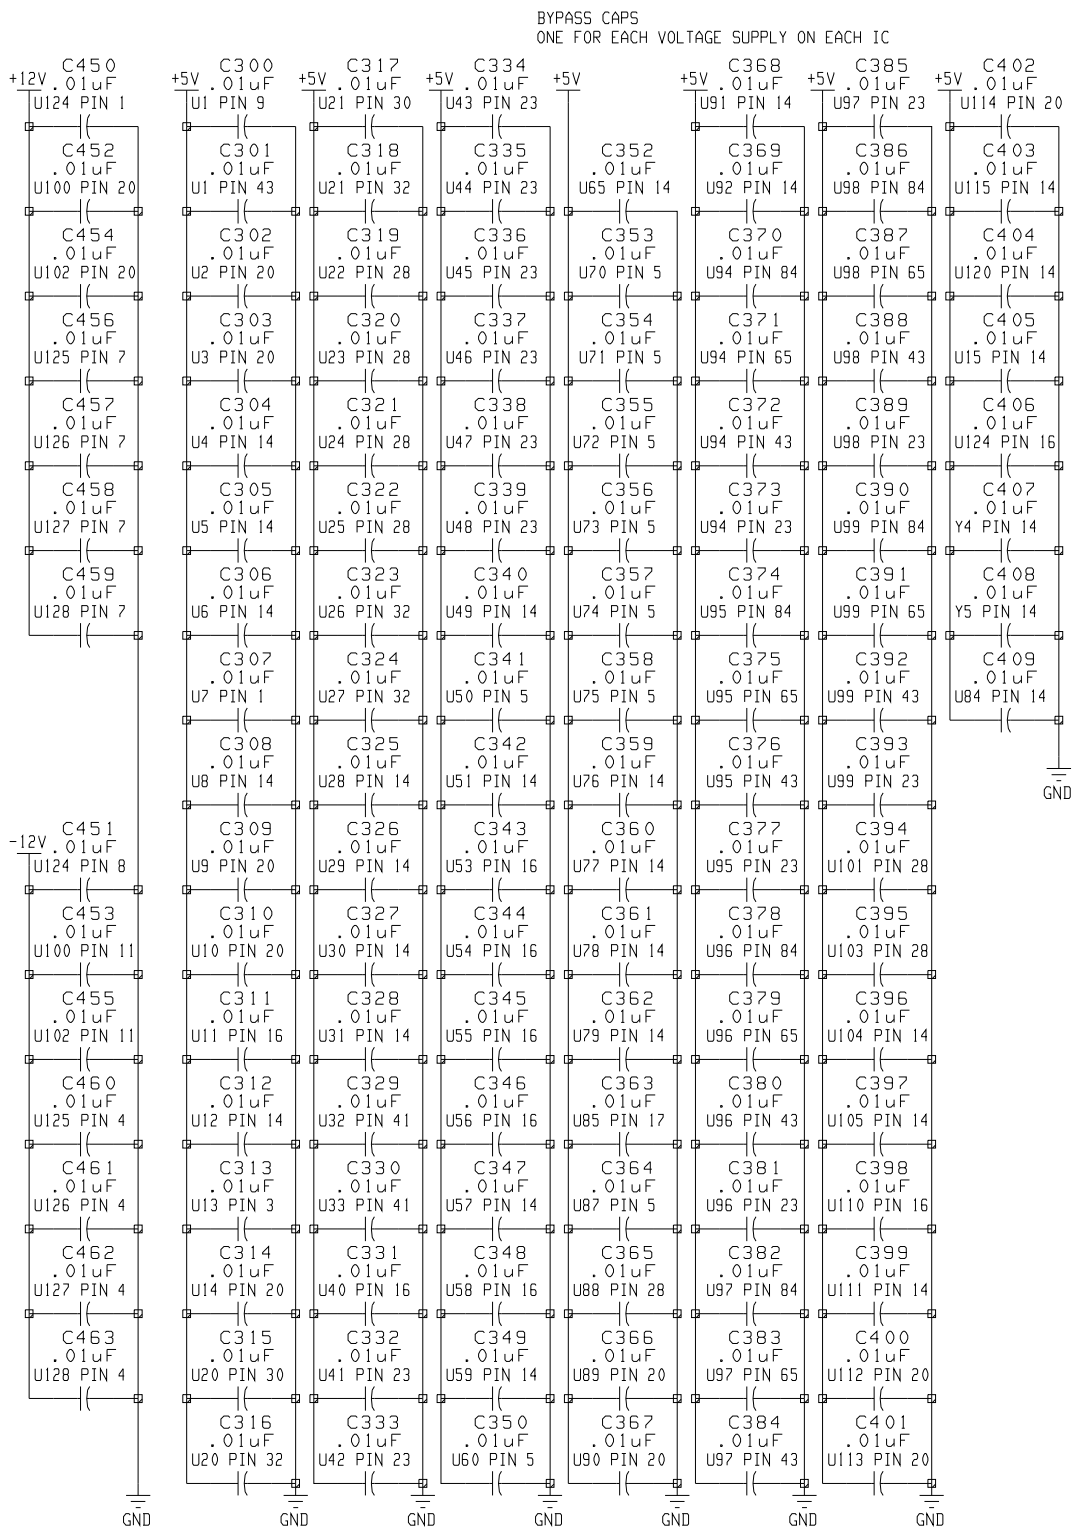 BYPASS CAPS
ONE FOR EACH VOLTAGE SUPPLY ON EACH IC
+12V
C450
.01uF
U124 PIN 1
C452
.01uF
U100 PIN 20
C454
.01uF
U102 PIN 20
C456
.01uF
U125 PIN 7
C457
.01uF
U126 PIN 7
C458
.01uF
U127 PIN 7
C459
.01uF
U128 PIN 7
-12V
C451
.01uF
U124 PIN 8
C453
.01uF
U100 PIN 11
C455
.01uF
U102 PIN 11
C460
.01uF
U125 PIN 4
C461
.01uF
U126 PIN 4
C462
.01uF
U127 PIN 4
C463
.01uF
U128 PIN 4
GND
+5V
C300
.01uF
U1 PIN 9
C301
.01uF
U1 PIN 43
C302
.01uF
U2 PIN 20
C303
.01uF
U3 PIN 20
C304
.01uF
U4 PIN 14
C305
.01uF
U5 PIN 14
C306
.01uF
U6 PIN 14
C307
.01uF
U7 PIN 1
C308
.01uF
U8 PIN 14
C309
.01uF
U9 PIN 20
C310
.01uF
U10 PIN 20
C311
.01uF
U11 PIN 16
C312
.01uF
U12 PIN 14
C313
.01uF
U13 PIN 3
C314
.01uF
U14 PIN 20
C315
.01uF
U20 PIN 30
C316
.01uF
U20 PIN 32
GND
+5V
C317
.01uF
U21 PIN 30
C318
.01uF
U21 PIN 32
C319
.01uF
U22 PIN 28
C320
.01uF
U23 PIN 28
C321
.01uF
U24 PIN 28
C322
.01uF
U25 PIN 28
C323
.01uF
U26 PIN 32
C324
.01uF
U27 PIN 32
C325
.01uF
U28 PIN 14
C326
.01uF
U29 PIN 14
C327
.01uF
U30 PIN 14
C328
.01uF
U31 PIN 14
C329
.01uF
U32 PIN 41
C330
.01uF
U33 PIN 41
C331
.01uF
U40 PIN 16
C332
.01uF
U41 PIN 23
C333
.01uF
U42 PIN 23
GND
+5V
C334
.01uF
U43 PIN 23
C335
.01uF
U44 PIN 23
C336
.01uF
U45 PIN 23
C337
.01uF
U46 PIN 23
C338
.01uF
U47 PIN 23
C339
.01uF
U48 PIN 23
C340
.01uF
U49 PIN 14
C341
.01uF
U50 PIN 5
C342
.01uF
U51 PIN 14
C343
.01uF
U53 PIN 16
C344
.01uF
U54 PIN 16
C345
.01uF
U55 PIN 16
C346
.01uF
U56 PIN 16
C347
.01uF
U57 PIN 14
C348
.01uF
U58 PIN 16
C349
.01uF
U59 PIN 14
C350
.01uF
U60 PIN 5
GND
+5V
C352
.01uF
U65 PIN 14
C353
.01uF
U70 PIN 5
C354
.01uF
U71 PIN 5
C355
.01uF
U72 PIN 5
C356
.01uF
U73 PIN 5
C357
.01uF
U74 PIN 5
C358
.01uF
U75 PIN 5
C359
.01uF
U76 PIN 14
C360
.01uF
U77 PIN 14
C361
.01uF
U78 PIN 14
C362
.01uF
U79 PIN 14
C363
.01uF
U85 PIN 17
C364
.01uF
U87 PIN 5
C365
.01uF
U88 PIN 28
C366
.01uF
U89 PIN 20
C367
.01uF
U90 PIN 20
GND
+5V
C368
.01uF
U91 PIN 14
C369
.01uF
U92 PIN 14
C370
.01uF
U94 PIN 84
C371
.01uF
U94 PIN 65
C372
.01uF
U94 PIN 43
C373
.01uF
U94 PIN 23
C374
.01uF
U95 PIN 84
C375
.01uF
U95 PIN 65
C376
.01uF
U95 PIN 43
C377
.01uF
U95 PIN 23
C378
.01uF
U96 PIN 84
C379
.01uF
U96 PIN 65
C380
.01uF
U96 PIN 43
C381
.01uF
U96 PIN 23
C382
.01uF
U97 PIN 84
C383
.01uF
U97 PIN 65
C384
.01uF
U97 PIN 43
GND
+5V
C385
.01uF
U97 PIN 23
C386
.01uF
U98 PIN 84
C387
.01uF
U98 PIN 65
C388
.01uF
U98 PIN 43
C389
.01uF
U98 PIN 23
C390
.01uF
U99 PIN 84
C391
.01uF
U99 PIN 65
C392
.01uF
U99 PIN 43
C393
.01uF
U99 PIN 23
C394
.01uF
U101 PIN 28
C395
.01uF
U103 PIN 28
C396
.01uF
U104 PIN 14
C397
.01uF
U105 PIN 14
C398
.01uF
U110 PIN 16
C399
.01uF
U111 PIN 14
C400
.01uF
U112 PIN 20
C401
.01uF
U113 PIN 20
GND
+5V
C402
.01uF
U114 PIN 20
C403
.01uF
U115 PIN 14
C404
.01uF
U120 PIN 14
C405
.01uF
U15 PIN 14
C406
.01uF
U124 PIN 16
C407
.01uF
Y4 PIN 14
C408
.01uF
Y5 PIN 14
C409
.01uF
U84 PIN 14
GND